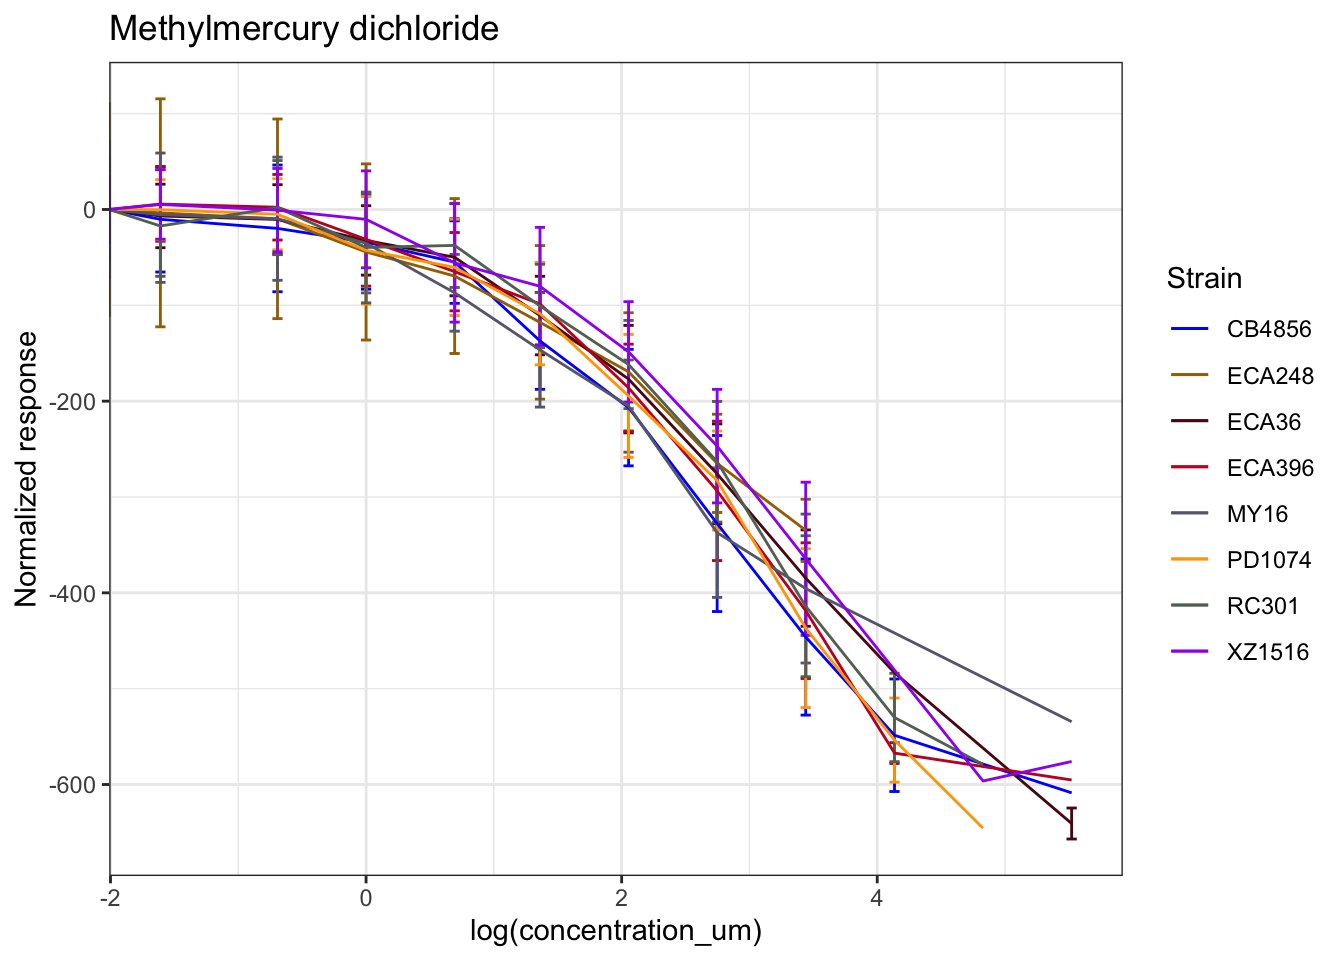 Methylmercury dichloride
Normalized response
0
-200
-400
-600
-2
0
2
4
log(concentration_um)
Strain
CB4856
ECA248
ECA36
ECA396
MY16
PD1074
RC301
XZ1516